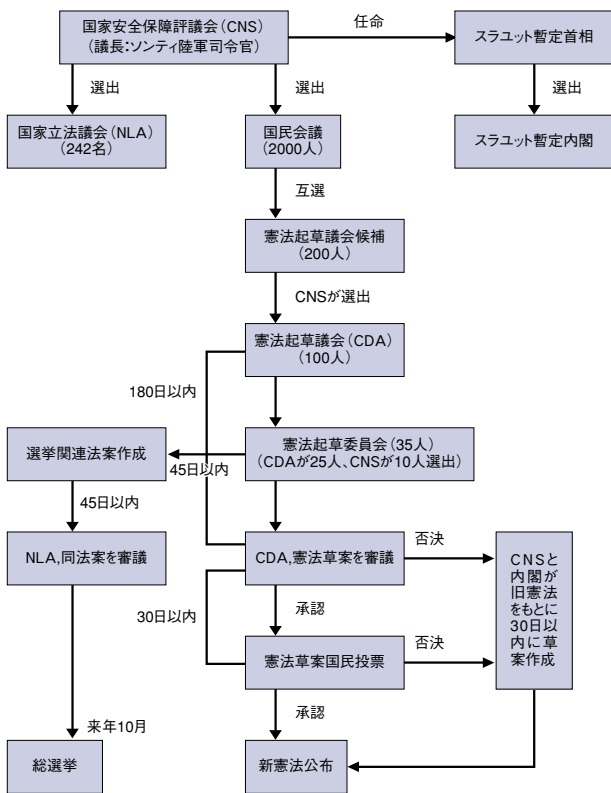 国家安全保障評議会（CNS）
（議長：ソンティ陸軍司令官）
任命
スラユット暫定首相
選出
選出
選出
国家立法議会（NLA）
（242名）
国民会議
（2000人）
スラユット暫定内閣
互選
憲法起草議会候補
（200人）
CNSが選出
憲法起草議会（CDA）
（100人）
180日以内
選挙関連法案作成
45日以内
憲法起草委員会（35人）
（CDAが25人、CNSが10人選出）
45日以内
NLA,同法案を審議
CDA,憲法草案を審議
否決
CNSと
内閣が
旧憲法
をもとに
30日以
内に草
案作成
30日以内
承認
憲法草案国民投票
否決
来年10月
承認
総選挙
新憲法公布